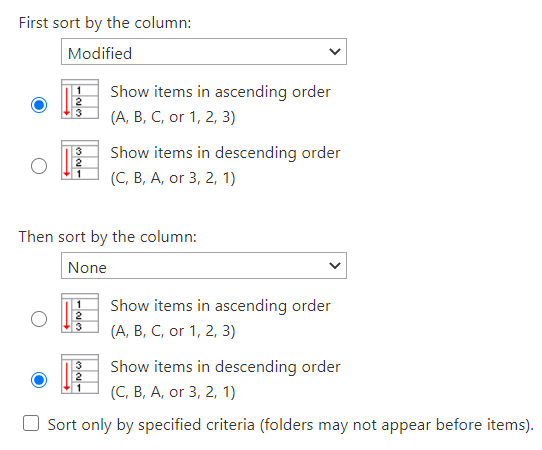 First sort by the column:
Modified
1
2
3
Show items in ascending order
(A, B, C, or 1, 2, 3)
3
2
1
Show items in descending order
(C, B, A, or 3, 2, 1)
Then sort by the column:
None
1
2
3
Show items in ascending order
(A, B, C, or 1, 2, 3)
3
2
1
Show items in descending order
(C, B, A, or 3, 2, 1)
Sort only by specified criteria (folders may not appear before items).